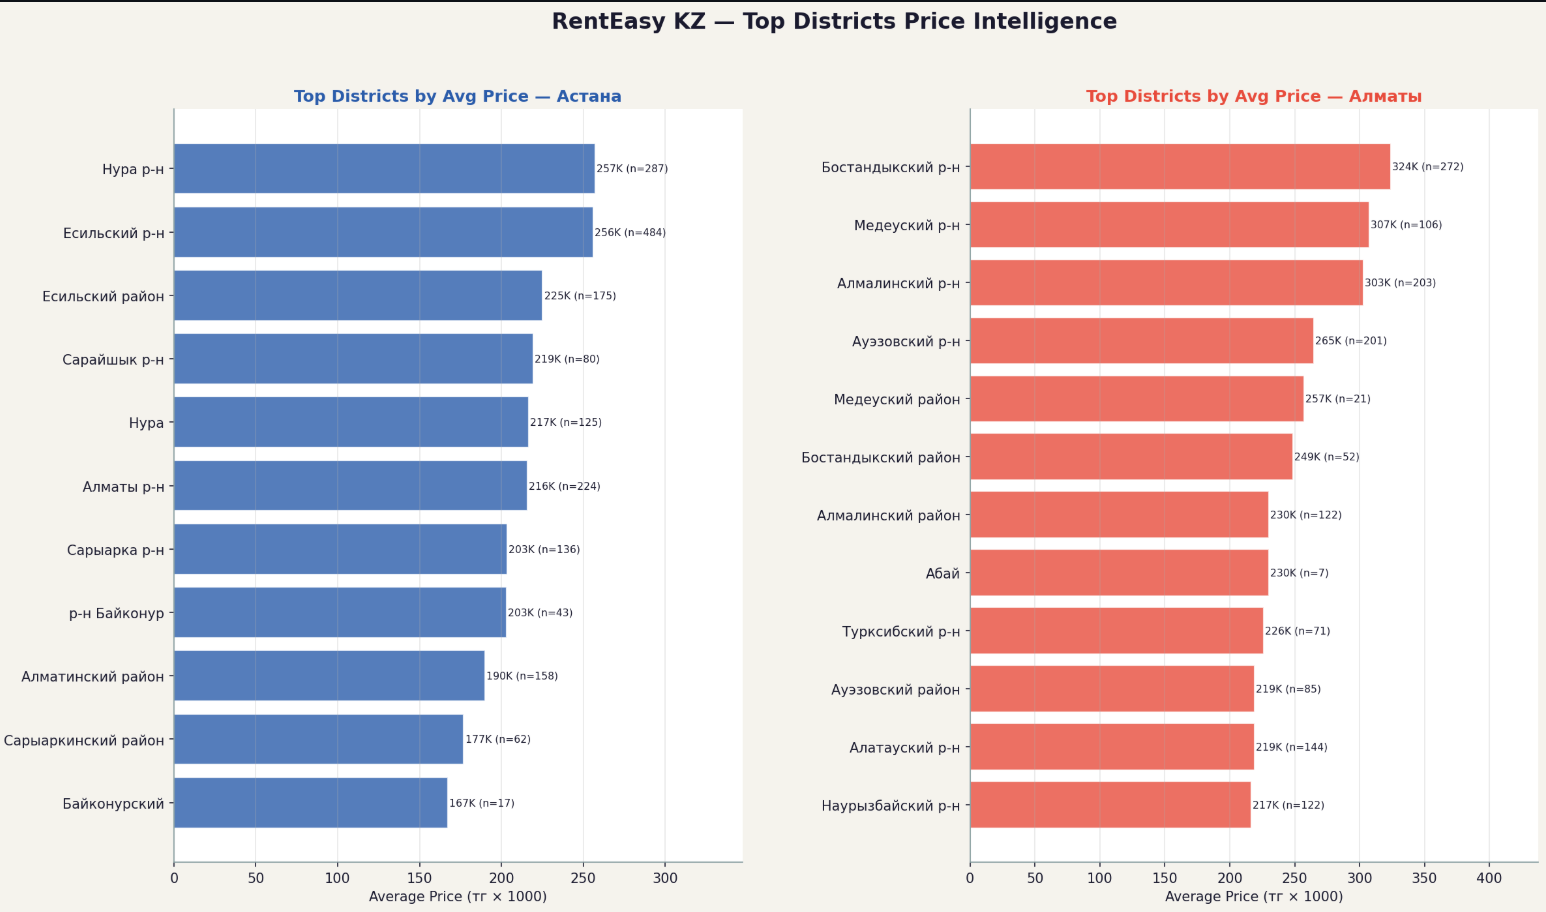 RentEasy KZ — Top Districts Price Intelligence
Top Districts by Avg Price — Астана
Нура р-н 257K (n=287)
Есильский р-н 256K (n=484)
Есильский район 225K (n=175)
Сарайшык р-н 219K (n=80)
Нура 217K (n=125)
Алматы р-н 216K (n=224)
Сарыарка р-н 203K (n=136)
р-н Байконур 203K (n=43)
Алматинский район 190K (n=158)
Сарыаркинский район 177K (n=62)
Байконурский 167K (n=17)
0 50 100 150 200 250 300
Average Price (тг × 1000)
Top Districts by Avg Price — Алматы
Бостандыкский р-н 324K (n=272)
Медеуский р-н 307K (n=106)
Алмалинский р-н 303K (n=203)
Ауэзовский р-н 265K (n=201)
Медеуский район 257K (n=21)
Бостандыкский район 249K (n=52)
Алмалинский район 230K (n=122)
Абай 230K (n=7)
Турксибский р-н 226K (n=71)
Ауэзовский район 219K (n=85)
Алатауский р-н 219K (n=144)
Наурызбайский р-н 217K (n=122)
0 50 100 150 200 250 300 350 400
Average Price (тг × 1000)